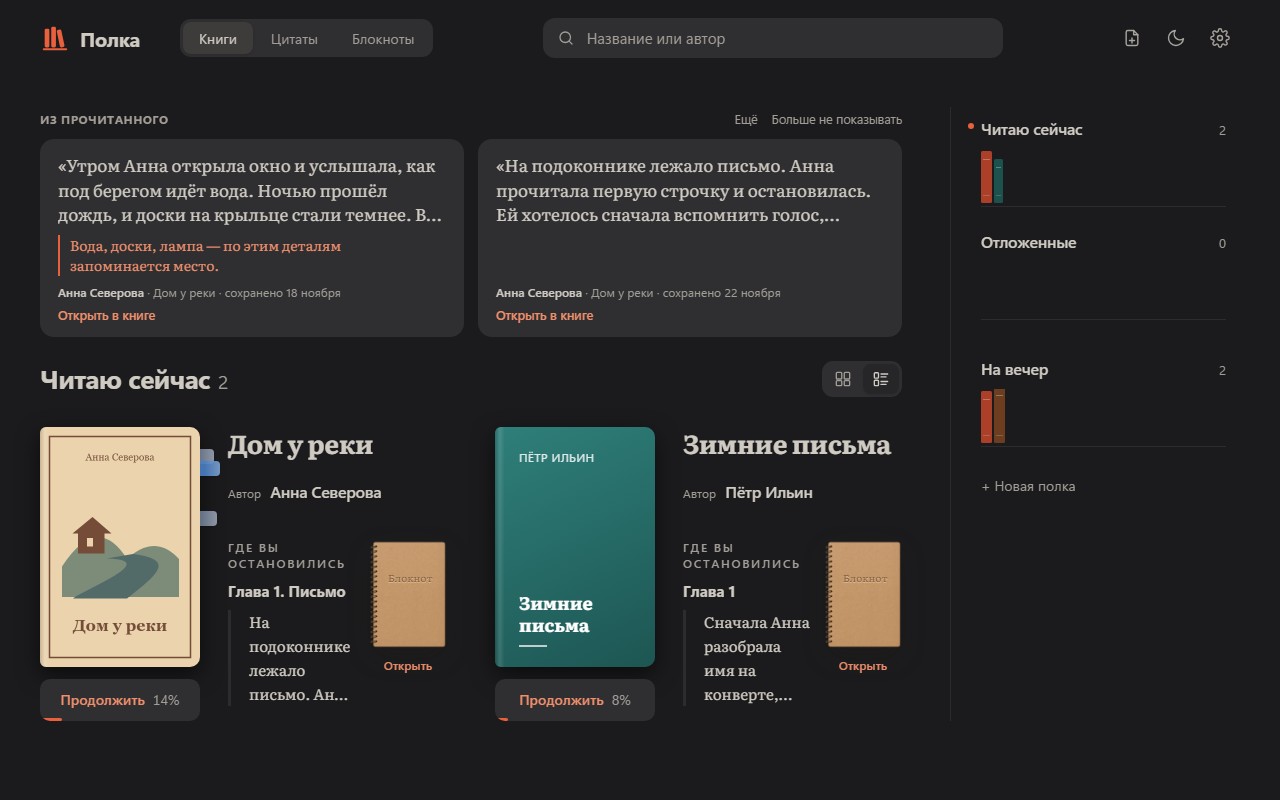 Полка
Книги
Цитаты
Блокноты
Название или автор
ИЗ ПРОЧИТАННОГО
Ещё
Больше не показывать
«Утром Анна открыла окно и услышала, как
под берегом идёт вода. Ночью прошёл
дождь, и доски на крыльце стали темнее. В...
Вода, доски, лампа — по этим деталям
запоминается место.
Анна Северова · Дом у реки · сохранено 18 ноября
Открыть в книге
«На подоконнике лежало письмо. Анна
прочитала первую строчку и остановилась.
Ей хотелось сначала вспомнить голос,...
Анна Северова · Дом у реки · сохранено 22 ноября
Открыть в книге
Читаю сейчас 2
Анна Северова
Дом у реки
Продолжить 14%
Дом у реки
Автор Анна Северова
ГДЕ ВЫ
ОСТАНОВИЛИСЬ
Глава 1. Письмо
На
подоконнике
лежало
письмо. Ан...
Блокнот
Открыть
ПЁТР ИЛЬИН
Зимние
письма
Продолжить 8%
Зимние письма
Автор Пётр Ильин
ГДЕ ВЫ
ОСТАНОВИЛИСЬ
Глава 1
Сначала Анна
разобрала
имя на
конверте,...
Блокнот
Открыть
Читаю сейчас 2
Отложенные 0
На вечер 2
+ Новая полка